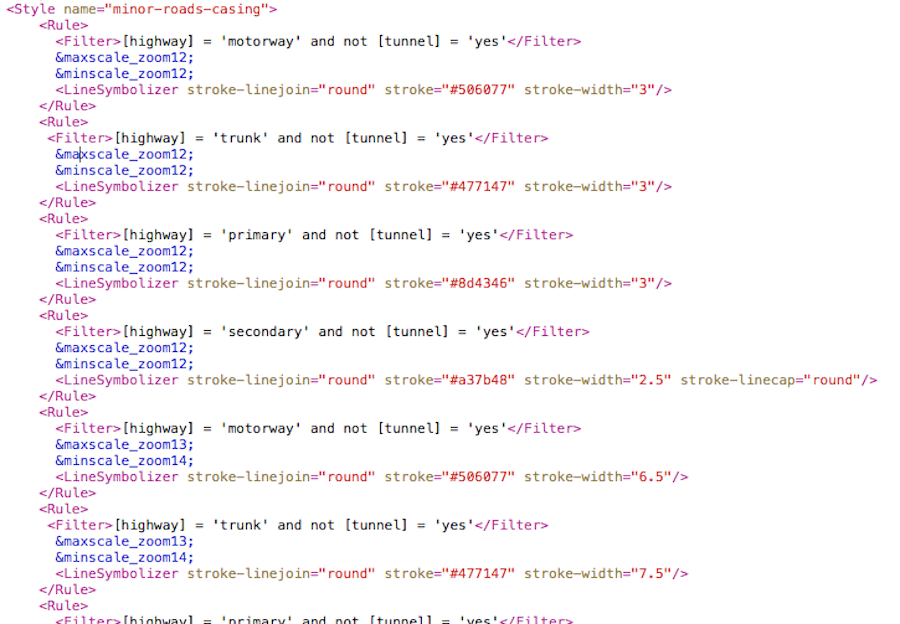 <Style name="minor-roads-casing">
<Rule>
<Filter>[highway] = 'motorway' and not [tunnel] = 'yes'</Filter>
&maxscale_zoom12;
&minscale_zoom12;
<LineSymbolizer stroke-linejoin="round" stroke="#506077" stroke-width="3"/>
</Rule>
<Rule>
<Filter>[highway] = 'trunk' and not [tunnel] = 'yes'</Filter>
&maxscale_zoom12;
&minscale_zoom12;
<LineSymbolizer stroke-linejoin="round" stroke="#477147" stroke-width="3"/>
</Rule>
<Rule>
<Filter>[highway] = 'primary' and not [tunnel] = 'yes'</Filter>
&maxscale_zoom12;
&minscale_zoom12;
<LineSymbolizer stroke-linejoin="round" stroke="#8d4346" stroke-width="3"/>
</Rule>
<Rule>
<Filter>[highway] = 'secondary' and not [tunnel] = 'yes'</Filter>
&maxscale_zoom12;
&minscale_zoom12;
<LineSymbolizer stroke-linejoin="round" stroke="#a37b48" stroke-width="2.5" stroke-linecap="round"/>
</Rule>
<Rule>
<Filter>[highway] = 'motorway' and not [tunnel] = 'yes'</Filter>
&maxscale_zoom13;
&minscale_zoom14;
<LineSymbolizer stroke-linejoin="round" stroke="#506077" stroke-width="6.5"/>
</Rule>
<Rule>
<Filter>[highway] = 'trunk' and not [tunnel] = 'yes'</Filter>
&maxscale_zoom13;
&minscale_zoom14;
<LineSymbolizer stroke-linejoin="round" stroke="#477147" stroke-width="7.5"/>
</Rule>
<Rule>
<Filter>[highway] = 'primary' and not [tunnel] = 'yes'</Filter>